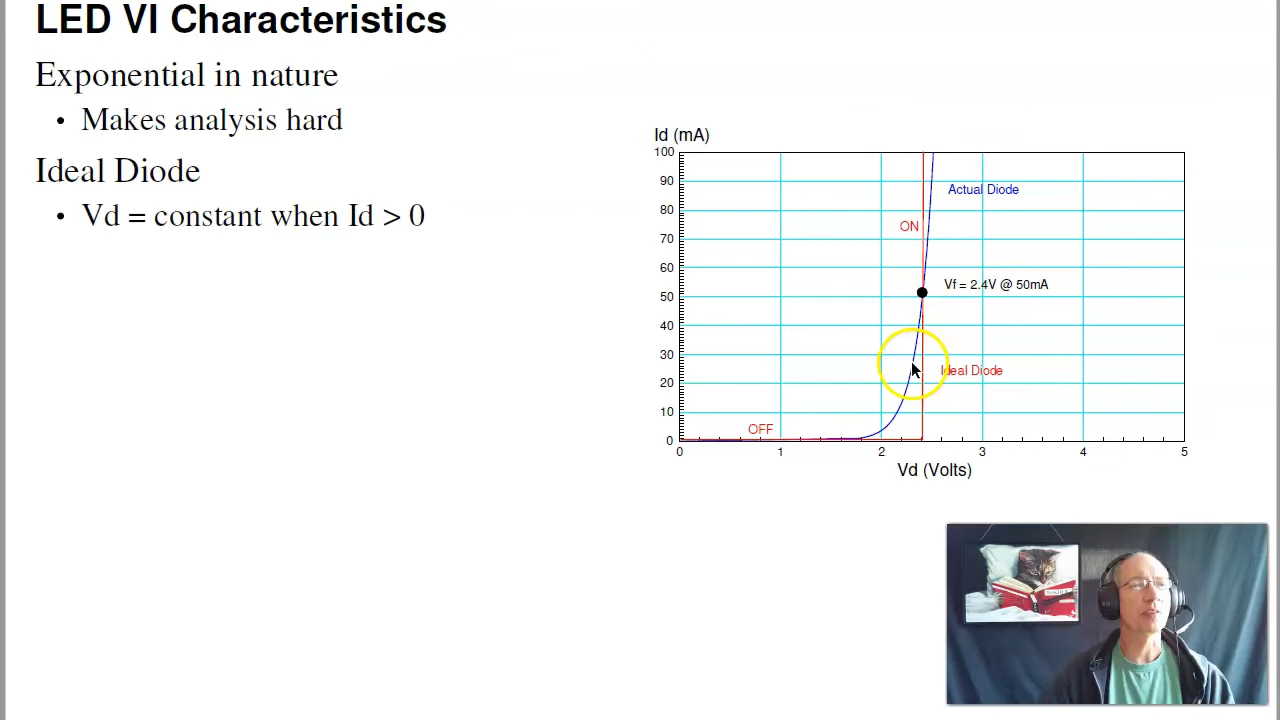 LED VI Characteristics
Exponential in nature
• Makes analysis hard
Ideal Diode
• Vd = constant when Id > 0
Id (mA)
100
90
80
70
60
50
40
30
20
10
0
Actual Diode
ON
Vf = 2.4V @ 50mA
Ideal Diode
OFF
0 1 2 3 4 5
Vd (Volts)